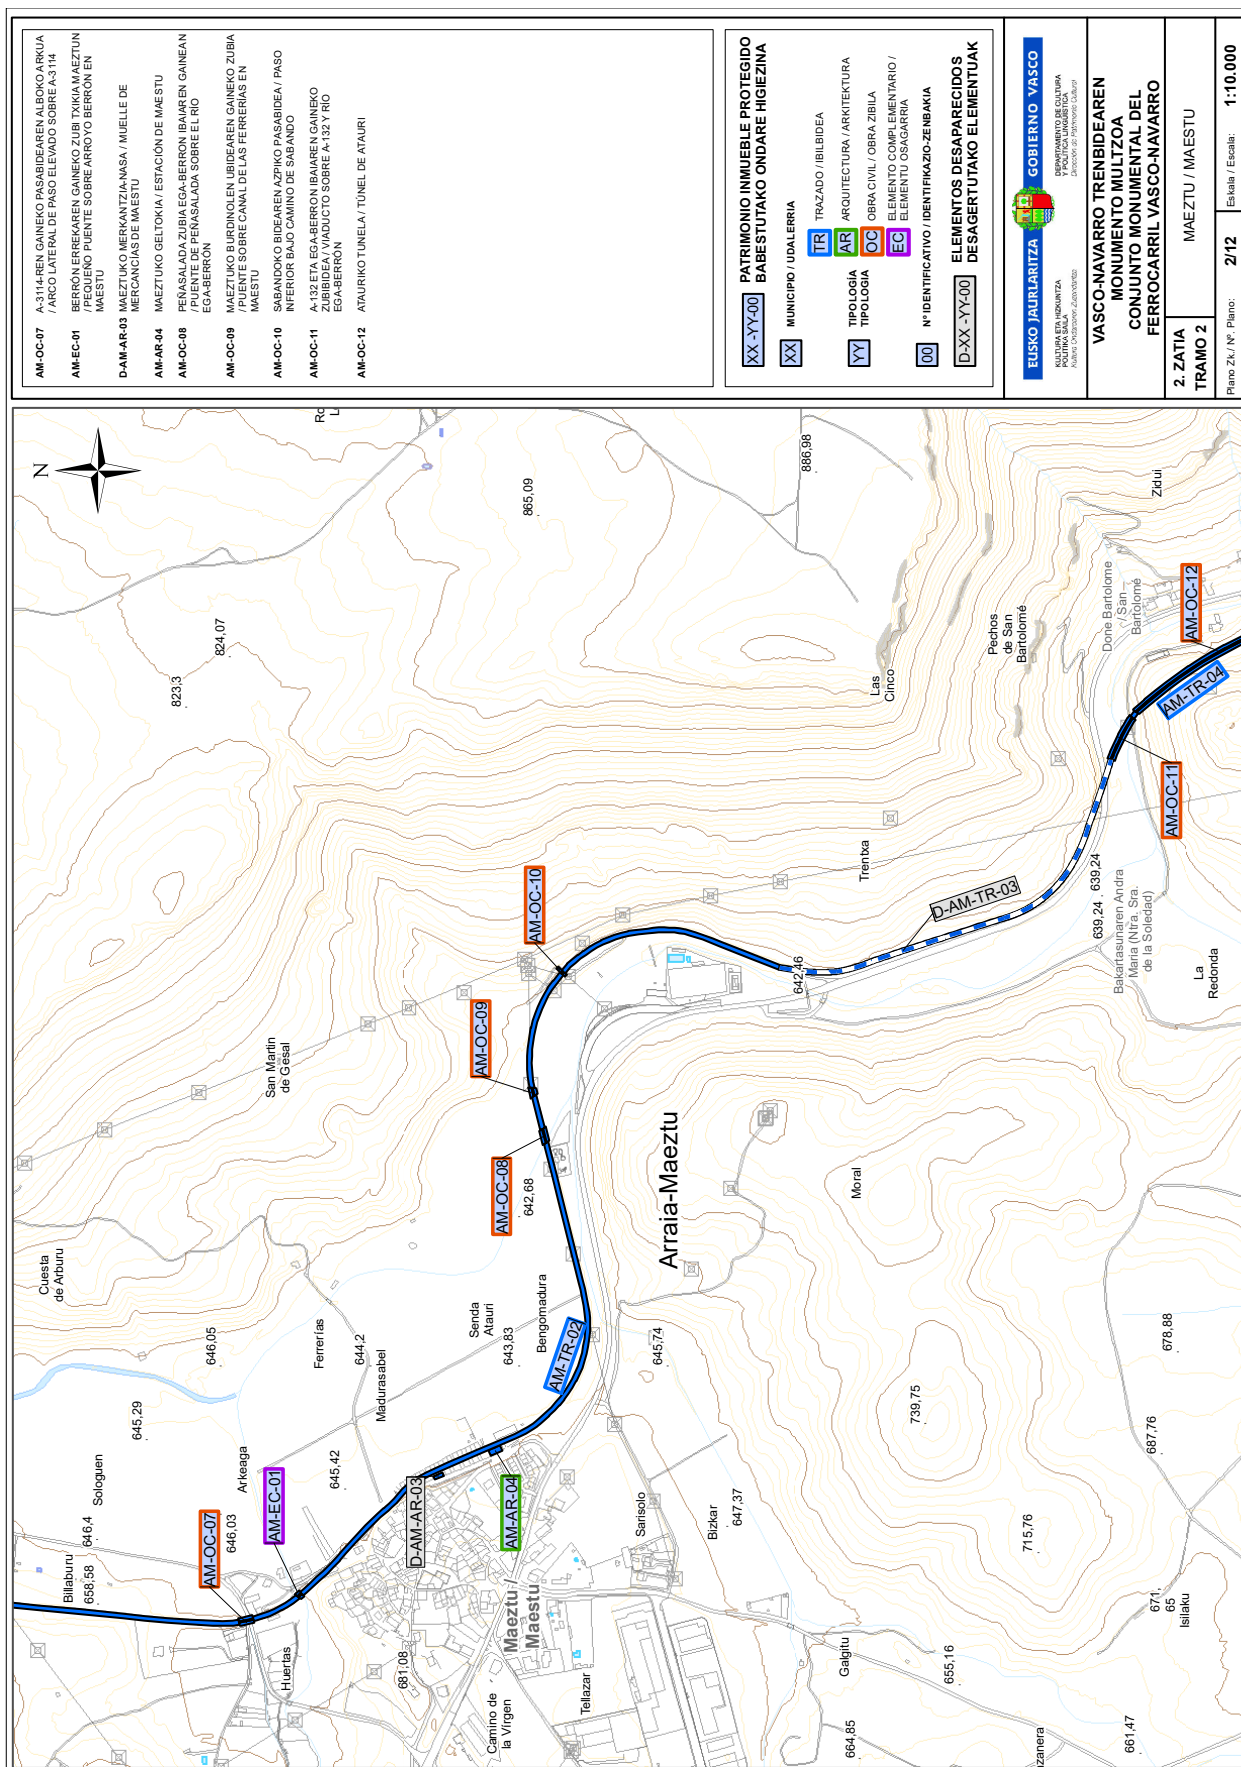 AM-OC-07 A-3114-REN GAINEKO PASABIDEAREN ALBOKO ARKUA
/ ARCO LATERAL DE PASO ELEVADO SOBRE A-3114
AM-EC-01 BERRÓN ERREKAREN GAINEKO ZUBI TXIKIA MAEZTUN
/ PEQUEÑO PUENTE SOBRE ARROYO BERRÓN EN
MAESTU
D-AM-AR-03 MAEZTUKO MERKANTZIA-NASA / MUELLE DE
MERCANCÍAS DE MAESTU
AM-AR-04 MAEZTUKO GELTOKIA / ESTACIÓN DE MAESTU
AM-OC-08 PEÑASALADA ZUBIA EGA-BERRON IBAIAREN GAINEAN
/ PUENTE DE PEÑASALADA SOBRE EL RÍO
EGA-BERRÓN
AM-OC-09 MAEZTUKO BURDINOLEN UBIDEAREN GAINEKO ZUBIA
/ PUENTE SOBRE CANAL DE LAS FERRERÍAS EN
MAESTU
AM-OC-10 SABANDOKO BIDEAREN AZPIKO PASABIDEA / PASO
INFERIOR BAJO CAMINO DE SABANDO
AM-OC-11 A-132 ETA EGA-BERRON IBAIAREN GAINEKO
ZUBIBIDEA / VIADUCTO SOBRE A-132 Y RÍO
EGA-BERRÓN
AM-OC-12 ATAURIKO TUNELA / TÚNEL DE ATAURI
XX -YY-00 PATRIMONIO INMUEBLE PROTEGIDO
BABESTUTAKO ONDARE HIGIEZINA
XX MUNICIPIO / UDALERRIA
YY TIPOLOGÍA
TIPOLOGIA
TR TRAZADO / IBILBIDEA
AR ARQUITECTURA / ARKITEKTURA
OC OBRA CIVIL / OBRA ZIBILA
EC ELEMENTO COMPLEMENTARIO /
ELEMENTU OSAGARRIA
00 Nº IDENTIFICATIVO / IDENTIFIKAZIO-ZENBAKIA
D-XX -YY-00 ELEMENTOS DESAPARECIDOS
DESAGERTUTAKO ELEMENTUAK
EUSKO JAURLARITZA GOBIERNO VASCO
KULTURA ETA HIZKUNTZA
POLITIKA SAILA
Kultura Ondarearen Zuzendaritza
DEPARTAMENTO DE CULTURA
Y POLÍTICA LINGÜÍSTICA
Dirección de Patrimonio Cultural
VASCO-NAVARRO TRENBIDEAREN
MONUMENTO MULTZOA
CONJUNTO MONUMENTAL DEL
FERROCARRIL VASCO-NAVARRO
2. ZATIA
TRAMO 2
MAEZTU / MAESTU
Plano Zk./ Nº. Plano: 2/12
Eskala / Escala: 1:10.000
N
Ro
L
865,09
886,98
824,07
823,3
Zidui
Las
Cinco
Pechos
de San
Bartolomé
Done Bartolome
/ San
Bartolomé
AM-OC-12
AM-TR-04
AM-OC-11
Trentxa
D-AM-TR-03
639,24
639,24
Bakartasunaren Andra
Maria (Ntra. Sra.
de la Soledad)
La
Redonda
642,46
AM-OC-10
AM-OC-09
San Martin
de Gesal
AM-OC-08
642,68
Arraia-Maeztu
Moral
Cuesta
de Arburu
646,05
Ferrerías
644,2
Madurasabel
Senda
Atauri
643,83
Bengomadura
AM-TR-02
645,74
678,88
739,75
687,76
645,29
Sologuen
Arkeaga
645,42
646,4
646,03
AM-EC-01
AM-OC-07
Billaburu
658,58
D-AM-AR-03
AM-AR-04
Sarisolo
Bizkar
647,37
715,76
671,
65
Isilaku
Maeztu /
Maestu
Huertas
681,08
Camino de
la Virgen
Tellazar
Galgitu
655,16
664,85
661,47
zanera